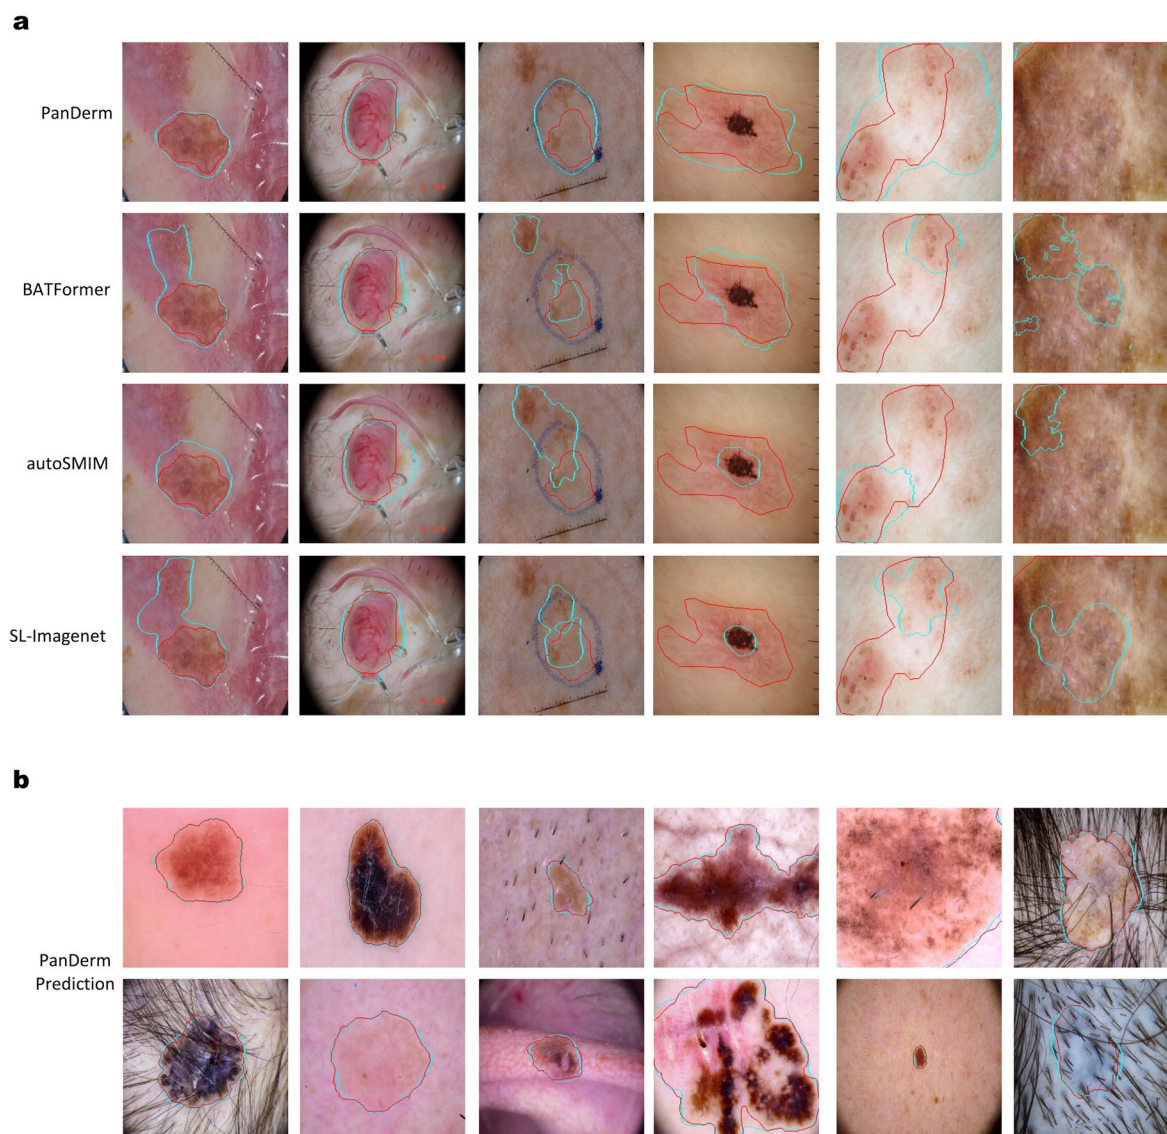 a
PanDerm
BATFormer
autoSMIM
SL-Imagenet
b
PanDerm
Prediction